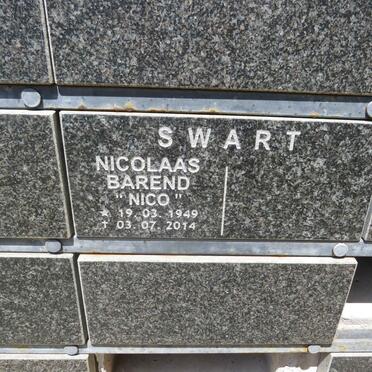 SWART
NICOLAAS
BAREND
"NICO"
★ 19.03.1949
† 03.07.2014